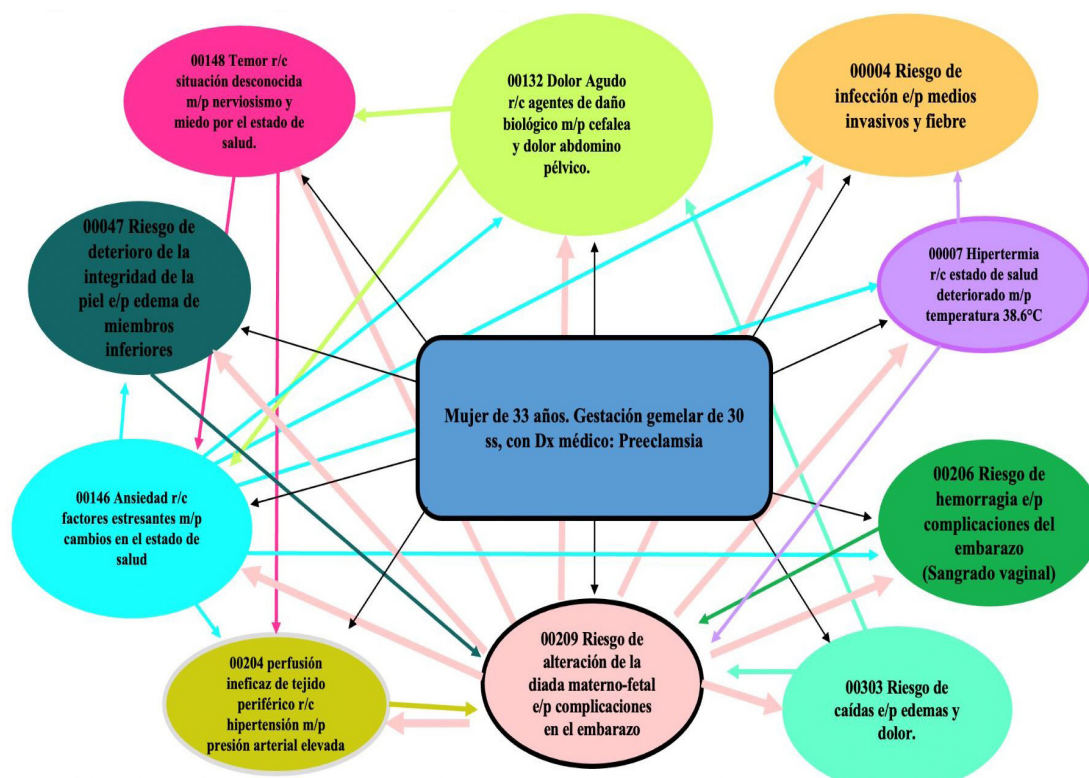 00148 Temor r/c
situación desconocida
m/p nerviosismo y
miedo por el estado de
salud.
00132 Dolor Agudo
r/c agentes de daño
biológico m/p cefalea
y dolor abdomino
pélvico.
00004 Riesgo de
infección e/p medios
invasivos y fiebre
00047 Riesgo de
deterioro de la
integridad de la
piel e/p edema de
miembros
inferiores
00007 Hipertermia
r/c estado de salud
deteriorado m/p
temperatura 38.6°C
Mujer de 33 años. Gestación gemelar de 30
ss, con Dx médico: Preeclamsia
00146 Ansiedad r/c
factores estresantes m/p
cambios en el estado de
salud
00206 Riesgo de
hemorragia e/p
complicaciones del
embarazo
(Sangrado vaginal)
00204 perfusión
ineficaz de tejido
periférico r/c
hipertensión m/p
presión arterial elevada
00209 Riesgo de
alteración de la
diada materno-fetal
e/p complicaciones
en el embarazo
00303 Riesgo de
caídas e/p edemas y
dolor.